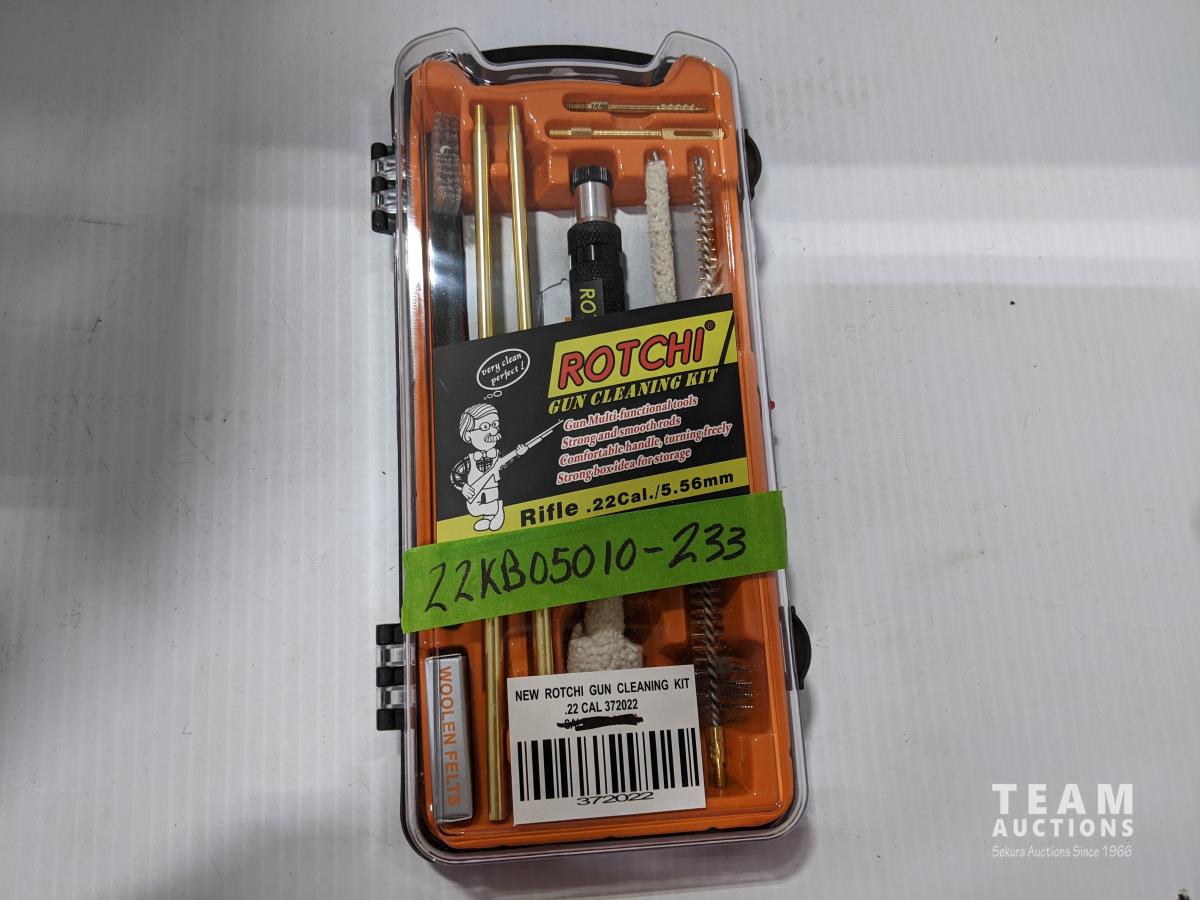 22
RO
very clean
perfect !
ROTCHI®
GUN CLEANING KIT
Gun Multi-functional tools
Strong and smooth rods
Comfortable handle, turning freely
Strong box idea for storage
Rifle .22Cal./5.56mm
22KB05010-233
WOOLEN FELTS
NEW ROTCHI GUN CLEANING KIT
.22 CAL 372022
372022
TEAM
AUCTIONS
Sekura Auctions Since 1966